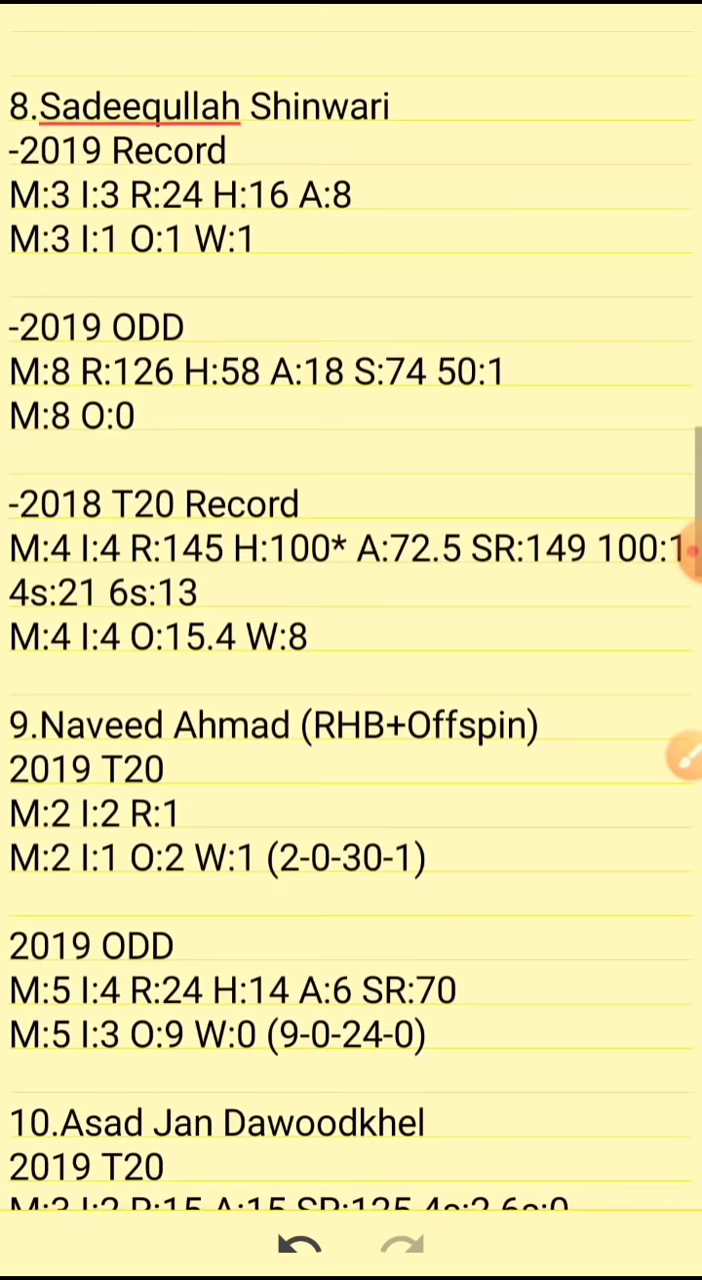 8.Sadeequllah Shinwari
-2019 Record
M:3 I:3 R:24 H:16 A:8
M:3 I:1 O:1 W:1
-2019 ODD
M:8 R:126 H:58 A:18 S:74 50:1
M:8 O:0
-2018 T20 Record
M:4 I:4 R:145 H:100* A:72.5 SR:149 100:1
4s:21 6s:13
M:4 I:4 O:15.4 W:8
9.Naveed Ahmad (RHB+Offspin)
2019 T20
M:2 I:2 R:1
M:2 I:1 O:2 W:1 (2-0-30-1)
2019 ODD
M:5 I:4 R:24 H:14 A:6 SR:70
M:5 I:3 O:9 W:0 (9-0-24-0)
10.Asad Jan Dawoodkhel
2019 T20